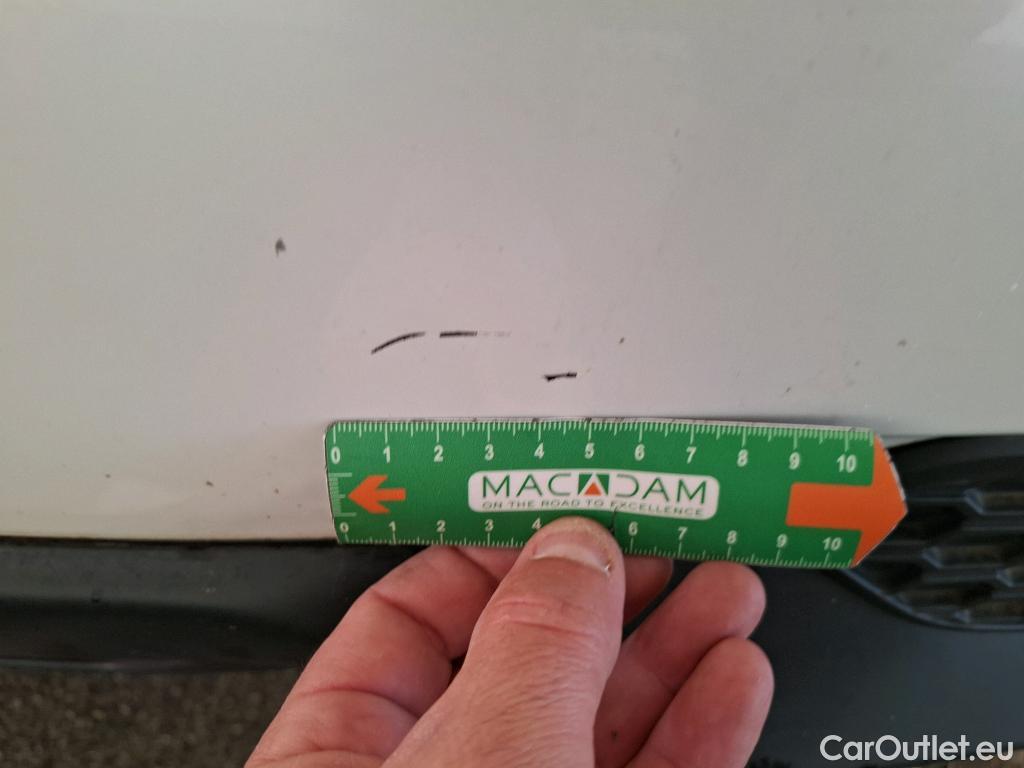 0 1 2 3 4 5 6 7 8 9 10
MACADAM
ON THE ROAD TO EXCELLENCE
0 1 2 3 4 6 7 8 9 10
CarOutlet.eu